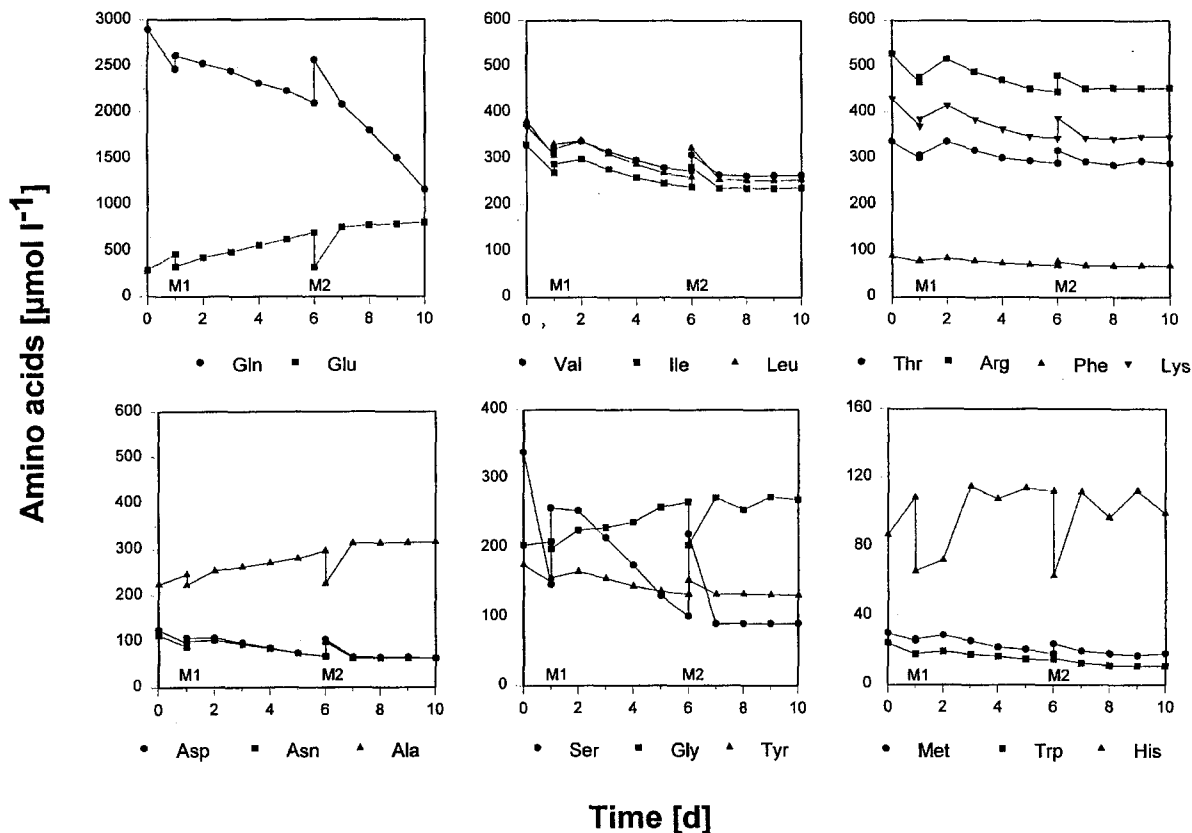 Amino acids [µmol l⁻¹]
3000
2500
2000
1500
1000
500
0
M1 M2
0 2 4 6 8 10
Gln Glu
600
500
400
300
200
100
0
M1 M2
0 2 4 6 8 10
Val Ile Leu
600
500
400
300
200
100
0
M1 M2
0 2 4 6 8 10
Thr Arg Phe Lys
600
500
400
300
200
100
0
M1 M2
0 2 4 6 8 10
Asp Asn Ala
400
300
200
100
0
M1 M2
0 2 4 6 8 10
Ser Gly Tyr
160
120
80
40
0
M1 M2
0 2 4 6 8 10
Met Trp His
Time [d]